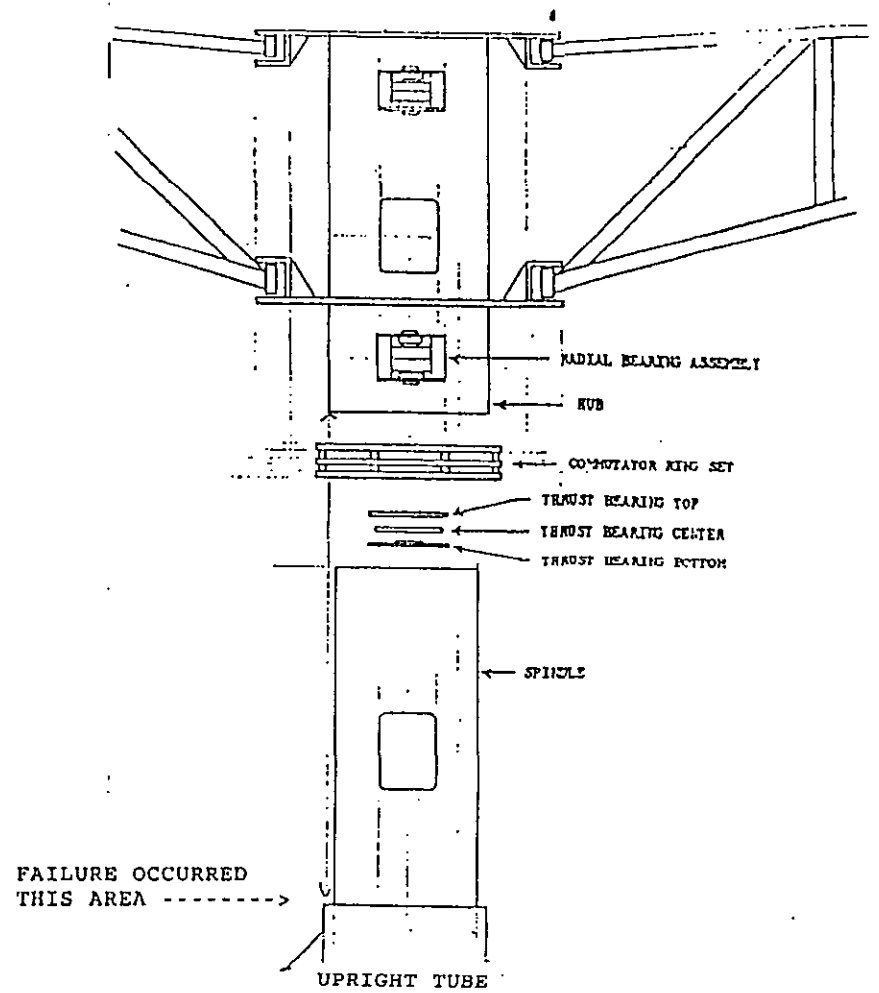 RADIAL BEARING ASSEMBLY
HUB
COMMUTATOR RING SET
THRUST BEARING TOP
THRUST BEARING CENTER
THRUST BEARING BOTTOM
SPINDLE
FAILURE OCCURRED
THIS AREA -------->
UPRIGHT TUBE